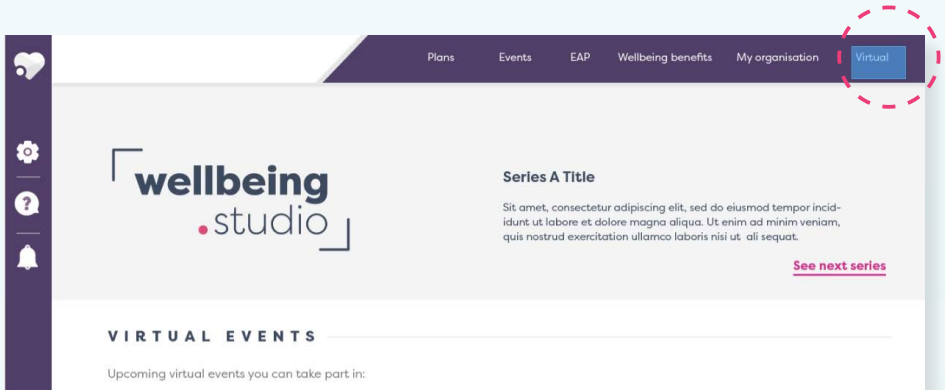 Plans Events EAP Wellbeing benefits My organisation Virtual
wellbeing
.studio
Series A Title
Sit amet, consectetur adipiscing elit, sed do eiusmod tempor incid-
idunt ut labore et dolore magna aliqua. Ut enim ad minim veniam,
quis nostrud exercitation ullamco laboris nisi ut ali sequat.
See next series
VIRTUAL EVENTS
Upcoming virtual events you can take part in: